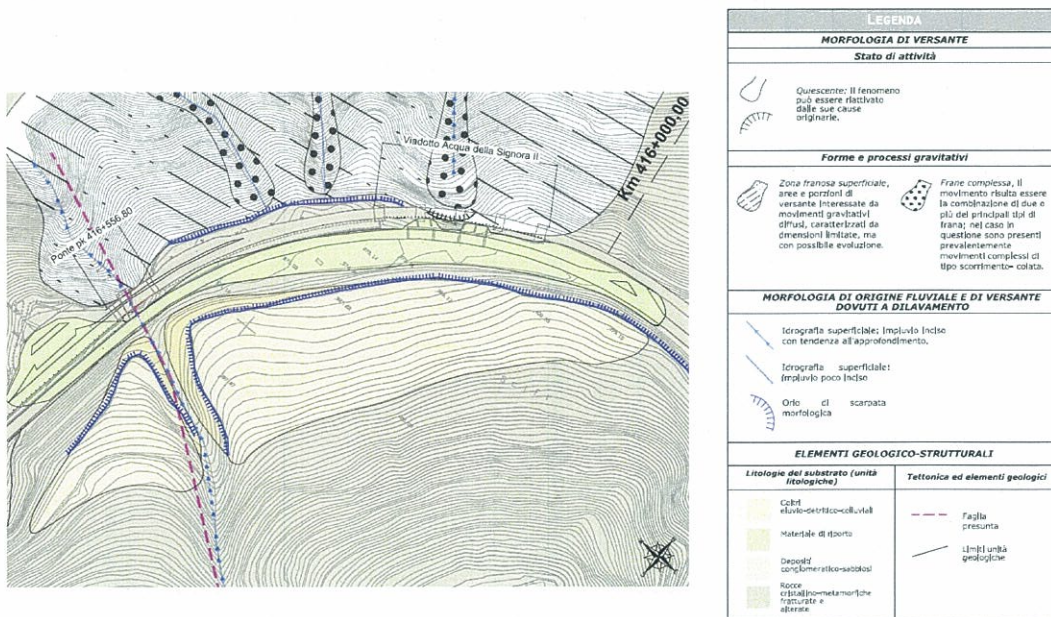 Viadotto Acqua della Signora II
Km 416+000,00
Ponte pk 416+556.80
LEGENDA
MORFOLOGIA DI VERSANTE
Stato di attività
Quiescente: Il fenomeno
può essere riattivato
dalle sue cause
originarie.
Forme e processi gravitativi
Zona franosa superficiale,
aree e porzioni di
versante interessate da
movimenti gravitativi
diffusi, caratterizzati da
dimensioni limitate, ma
con possibile evoluzione.
Frane complessa, il
movimento risulta essere
la combinazione di due o
più dei principali tipi di
frana; nel caso in
questione sono presenti
prevalentemente
movimenti complessi di
tipo scorrimento- colata.
MORFOLOGIA DI ORIGINE FLUVIALE E DI VERSANTE
DOVUTI A DILAVAMENTO
Idrografia superficiale: impluvio inciso
con tendenza all'approfondimento.
Idrografia superficiale:
impluvio poco inciso
Orlo di scarpata
morfologica
ELEMENTI GEOLOGICO-STRUTTURALI
Litologie del substrato (unità
litologiche)
Tettonica ed elementi geologici
Coltri
eluvio-detritico-colluviali
Materiale di riporto
Depositi
conglomeratico-sabbiosi
Rocce
cristallino-metamorfiche
fratturate e
alterate
Faglia
presunta
Limiti unità
geologiche